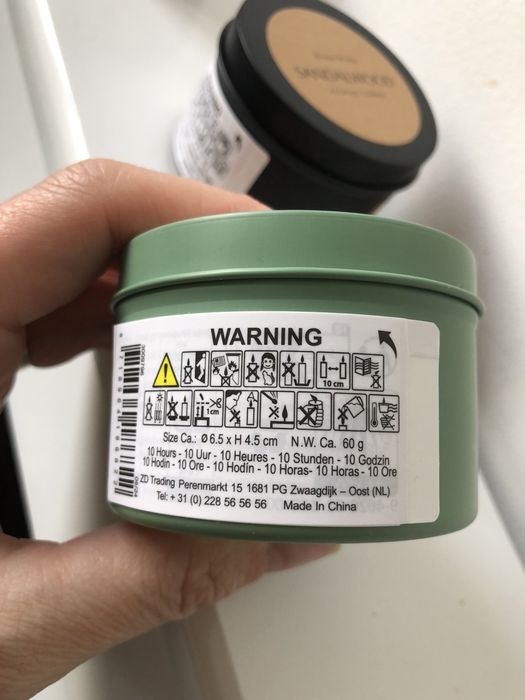 SANDALWOOD
WARNING
10 cm
1cm
Size Ca.: Ø 6.5 x H 4.5 cm N.W. Ca. 60 g
10 Hours - 10 Uur - 10 Heures - 10 Stunden - 10 Godzin
10 Hodin - 10 Ore - 10 Hodín - 10 Horas- 10 Horas - 10 Ore
ZD Trading Perenmarkt 15 1681 PG Zwaagdijk – Oost (NL)
Tel: + 31 (0) 228 56 56 56 Made In China